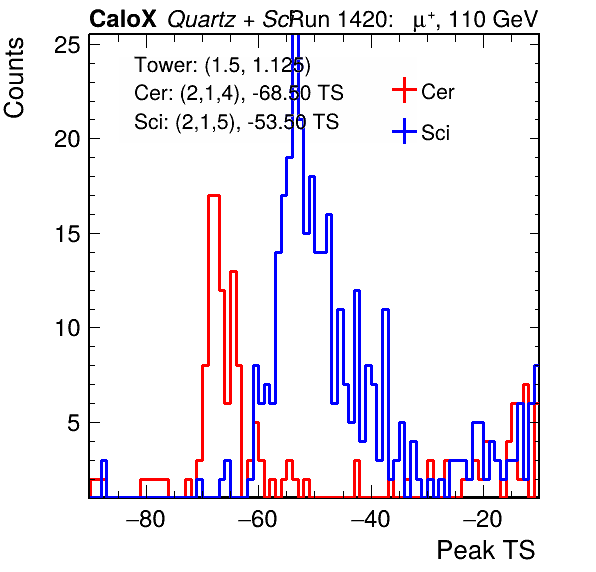 CaloX Quartz + Sci Run 1420: μ⁺, 110 GeV
Counts
25
20
15
10
5
Tower: (1.5, 1.125)
Cer: (2,1,4), -68.50 TS
Sci: (2,1,5), -53.50 TS
Cer
Sci
−80 −60 −40 −20
Peak TS